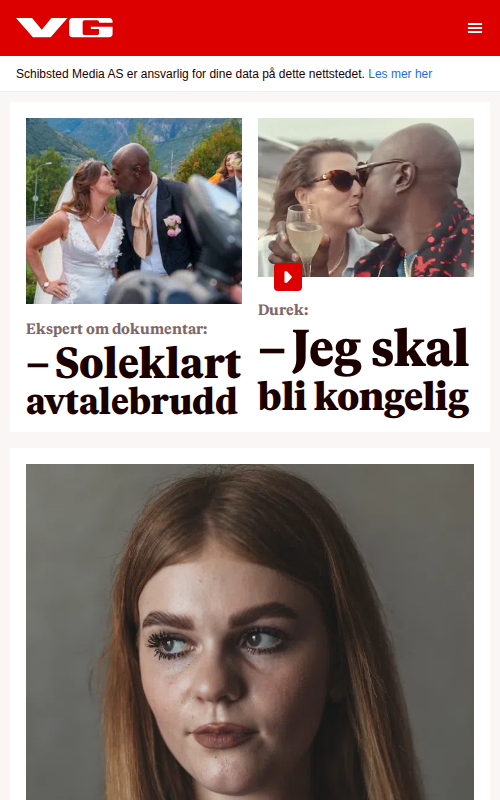 VG
Schibsted Media AS er ansvarlig for dine data på dette nettstedet. Les mer her
Ekspert om dokumentar:
– Soleklart
avtalebrudd
Durek:
– Jeg skal
bli kongelig